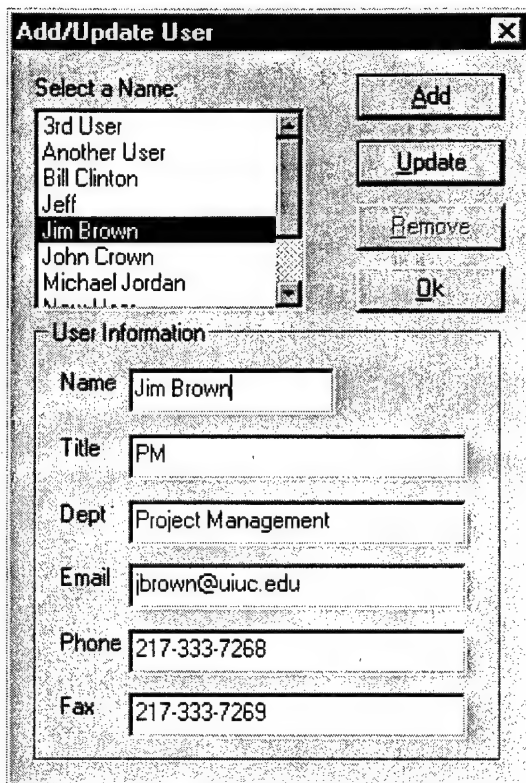 Add/Update User
Select a Name:
3rd User
Another User
Bill Clinton
Jeff
Jim Brown
John Crown
Michael Jordan
Add
Update
Remove
Ok
User Information
Name Jim Brown
Title PM
Dept Project Management
Email jbrown@uiuc.edu
Phone 217-333-7268
Fax 217-333-7269